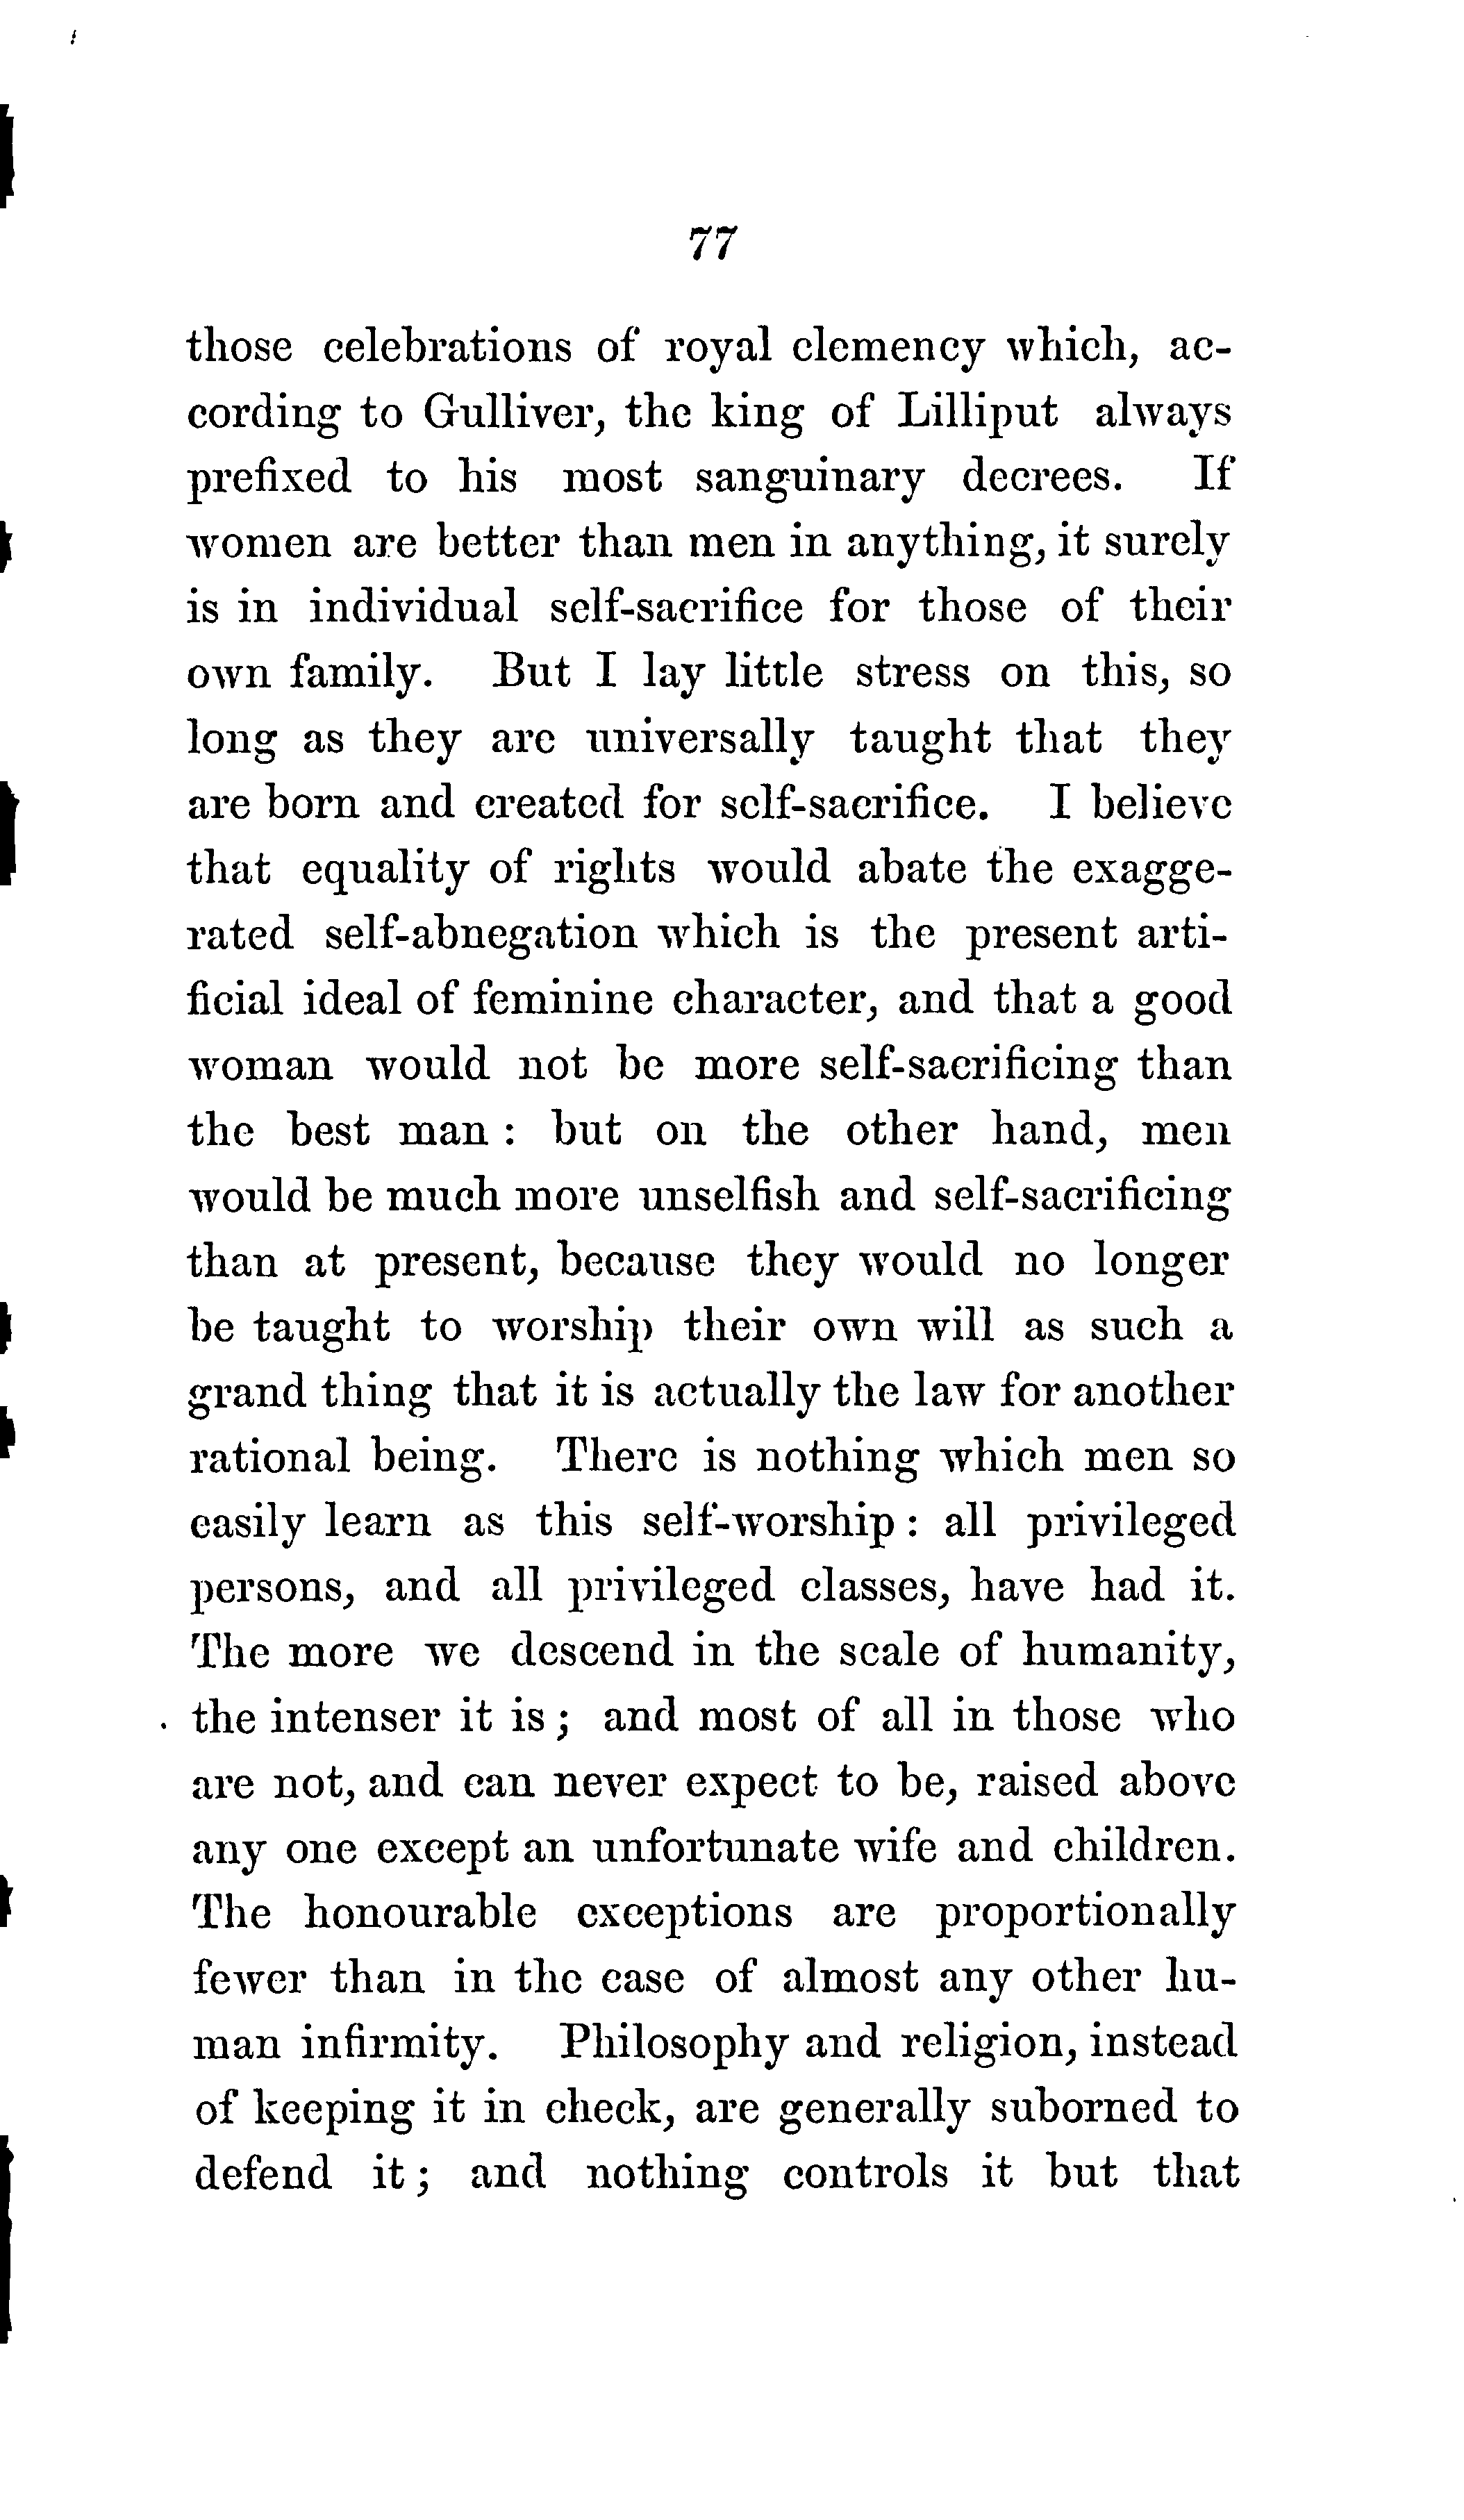 77
those celebrations of royal clemency which, ac-
cording to Gulliver, the king of Lilliput always
prefixed to his most sanguinary decrees. If
women are better than men in anything, it surely
is in individual self-sacrifice for those of their
own family. But I lay little stress on this, so
long as they are universally taught that they
are born and created for self-sacrifice. I believe
that equality of rights would abate the exagge-
rated self-abnegation which is the present arti-
ficial ideal of feminine character, and that a good
woman would not be more self-sacrificing than
the best man : but on the other hand, men
would be much more unselfish and self-sacrificing
than at present, because they would no longer
be taught to worship their own will as such a
grand thing that it is actually the law for another
rational being. There is nothing which men so
easily learn as this self-worship : all privileged
persons, and all privileged classes, have had it.
The more we descend in the scale of humanity,
the intenser it is ; and most of all in those who
are not, and can never expect to be, raised above
any one except an unfortunate wife and children.
The honourable exceptions are proportionally
fewer than in the case of almost any other hu-
man infirmity. Philosophy and religion, instead
of keeping it in check, are generally suborned to
defend it ; and nothing controls it but that